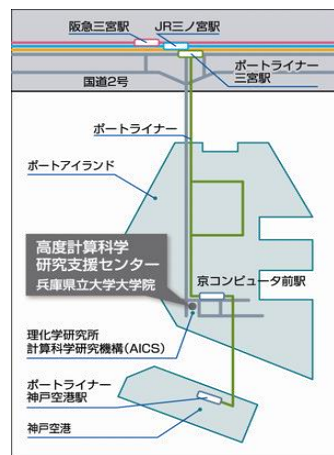 阪急三宮駅
JR三ノ宮駅
ポートライナー
三宮駅
国道2号
ポートライナー
ポートアイランド
高度計算科学
研究支援センター
兵庫県立大学大学院
京コンピュータ前駅
理化学研究所
計算科学研究機構(AICS)
ポートライナー
神戸空港駅
神戸空港